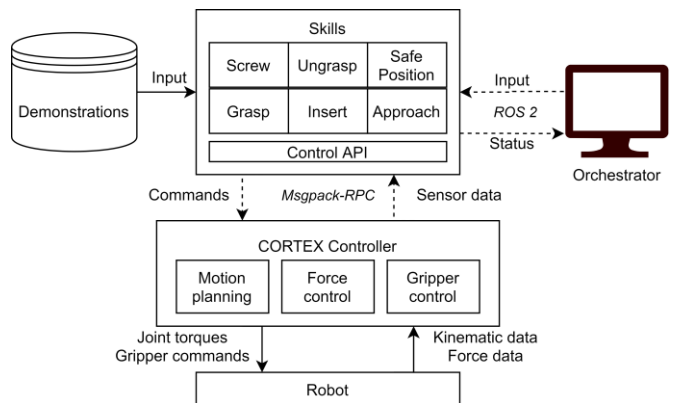 Skills
Screw
Ungrasp
Safe
Position
Grasp
Insert
Approach
Control API
Demonstrations
Input
Input
ROS 2
Status
Orchestrator
Commands
Msgpack-RPC
Sensor data
CORTEX Controller
Motion
planning
Force
control
Gripper
control
Joint torques
Gripper commands
Kinematic data
Force data
Robot